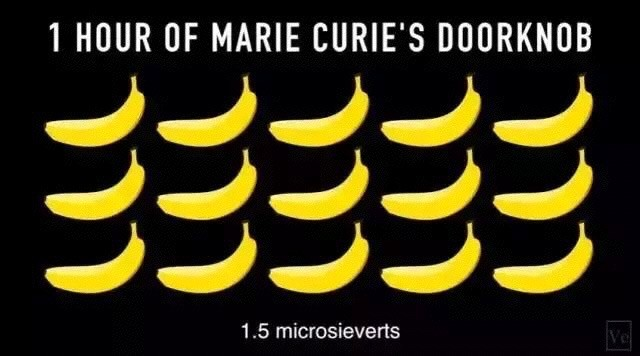 1 HOUR OF MARIE CURIE'S DOORKNOB
1.5 microsieverts
Ve